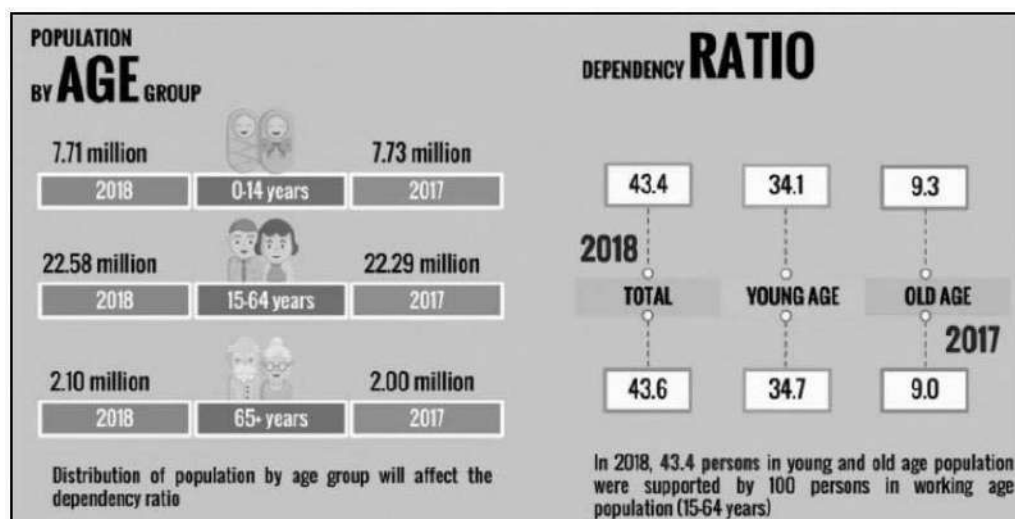 POPULATION
BY AGE GROUP
7.71 million
7.73 million
2018
0-14 years
2017
22.58 million
22.29 million
2018
15-64 years
2017
2.10 million
2.00 million
2018
65+ years
2017
Distribution of population by age group will affect the
dependency ratio
DEPENDENCY RATIO
43.4
34.1
9.3
2018
TOTAL
YOUNG AGE
OLD AGE
2017
43.6
34.7
9.0
In 2018, 43.4 persons in young and old age population
were supported by 100 persons in working age
population (15-64 years)